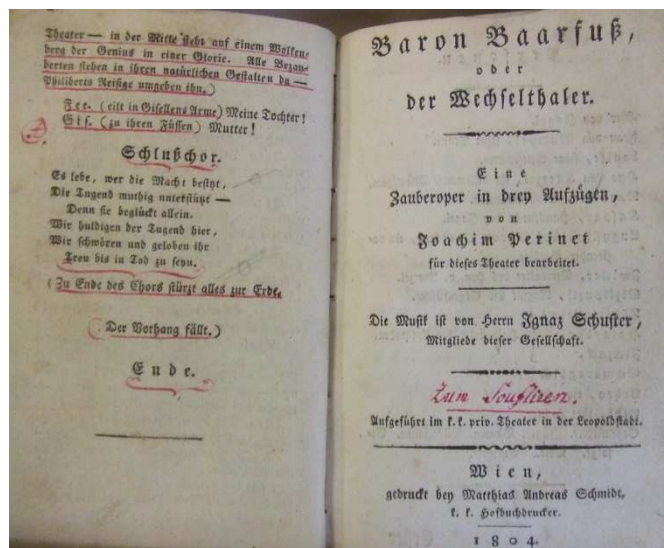 Theater — in der Mitte steht auf einem Wolken-
berg der Genius in einer Glorie. Alle Bezau-
berten stehen in ihren natürlichen Gestalten da —
Philiberts Reisige umgeben ihn.)
Fee. (eilt in Gisellens Arme) Meine Tochter!
Gis. (zu ihren Füssen) Mutter!
Schlußchor.
Es lebe, wer die Macht besitzt,
Die Tugend muthig unterstützt —
Denn sie beglückt allein.
Wir huldigen der Tugend hier,
Wir schwören und geloben ihr
Treu bis in Tod zu seyn.
(Zu Ende des Chors stürzt alles zur Erde.
Der Vorhang fällt.)
Ende.
Baron Baarfuß,
oder
der Wechselthaler.
Eine
Zauberoper in drey Aufzügen,
von
Joachim Perinet
für dieses Theater bearbeitet.
Die Musik ist von Herrn Ignaz Schuster,
Mitgliede dieser Gesellschaft.
Zum Soufliren.
Aufgeführt im k. k. priv. Theater in der Leopoldstadt.
Wien,
gedruckt bey Matthias Andreas Schmidt,
k. k. Hofbuchdrucker.
1804.